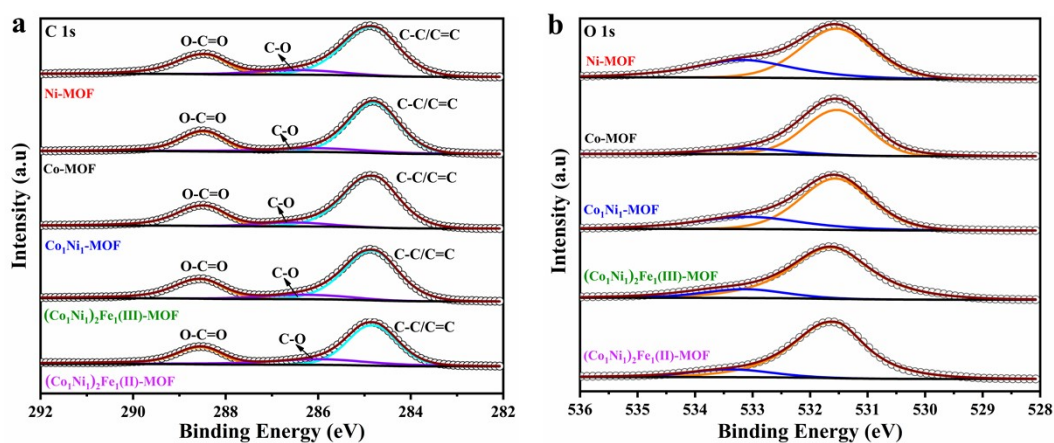 a
C 1s
O-C=O
C-O
C-C/C=C
Ni-MOF
O-C=O
C-O
C-C/C=C
Co-MOF
O-C=O
C-O
C-C/C=C
Co₁Ni₁-MOF
O-C=O
C-O
C-C/C=C
(Co₁Ni₁)₂Fe₁(III)-MOF
O-C=O
C-O
C-C/C=C
(Co₁Ni₁)₂Fe₁(II)-MOF
Intensity (a.u)
292 290 288 286 284 282
Binding Energy (eV)
b
O 1s
Ni-MOF
Co-MOF
Co₁Ni₁-MOF
(Co₁Ni₁)₂Fe₁(III)-MOF
(Co₁Ni₁)₂Fe₁(II)-MOF
Intensity (a.u)
536 535 534 533 532 531 530 529 528
Binding Energy (eV)